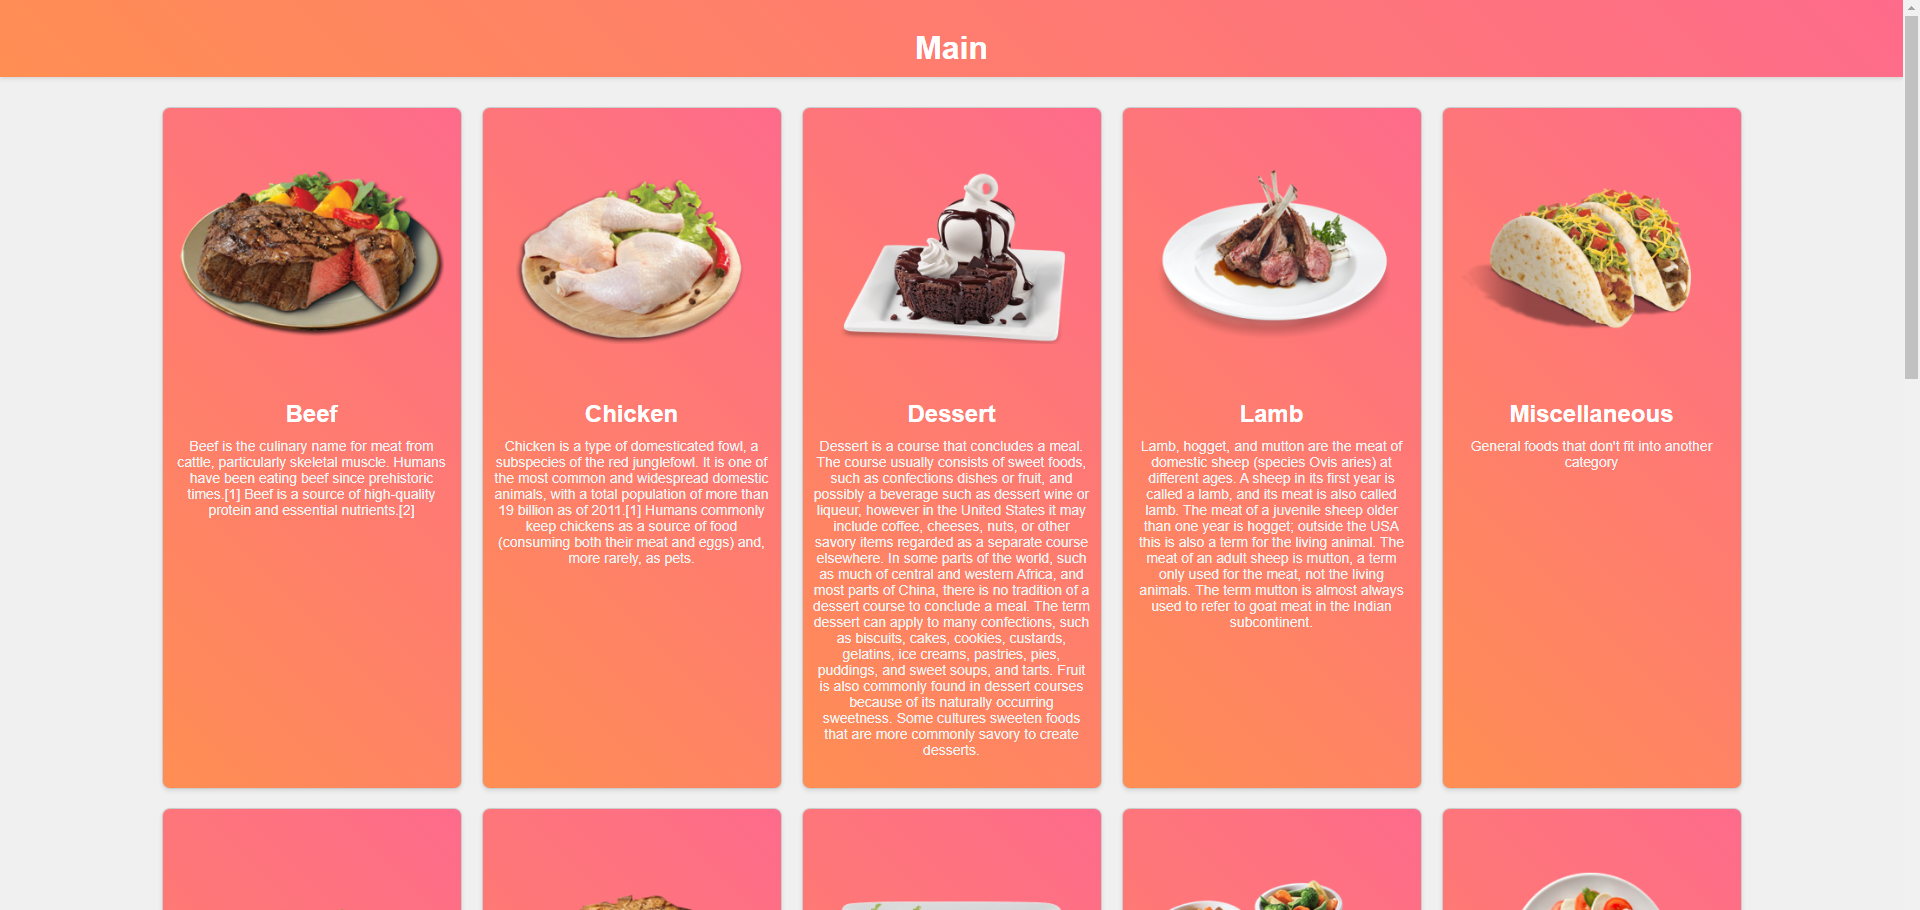 Main
Beef
Beef is the culinary name for meat from
cattle, particularly skeletal muscle. Humans
have been eating beef since prehistoric
times.[1] Beef is a source of high-quality
protein and essential nutrients.[2]
Chicken
Chicken is a type of domesticated fowl, a
subspecies of the red junglefowl. It is one of
the most common and widespread domestic
animals, with a total population of more than
19 billion as of 2011.[1] Humans commonly
keep chickens as a source of food
(consuming both their meat and eggs) and,
more rarely, as pets.
Dessert
Dessert is a course that concludes a meal.
The course usually consists of sweet foods,
such as confections dishes or fruit, and
possibly a beverage such as dessert wine or
liqueur, however in the United States it may
include coffee, cheeses, nuts, or other
savory items regarded as a separate course
elsewhere. In some parts of the world, such
as much of central and western Africa, and
most parts of China, there is no tradition of a
dessert course to conclude a meal. The term
dessert can apply to many confections, such
as biscuits, cakes, cookies, custards,
gelatins, ice creams, pastries, pies,
puddings, and sweet soups, and tarts. Fruit
is also commonly found in dessert courses
because of its naturally occurring
sweetness. Some cultures sweeten foods
that are more commonly savory to create
desserts.
Lamb
Lamb, hogget, and mutton are the meat of
domestic sheep (species Ovis aries) at
different ages. A sheep in its first year is
called a lamb, and its meat is also called
lamb. The meat of a juvenile sheep older
than one year is hogget; outside the USA
this is also a term for the living animal. The
meat of an adult sheep is mutton, a term
only used for the meat, not the living
animals. The term mutton is almost always
used to refer to goat meat in the Indian
subcontinent.
Miscellaneous
General foods that don't fit into another
category